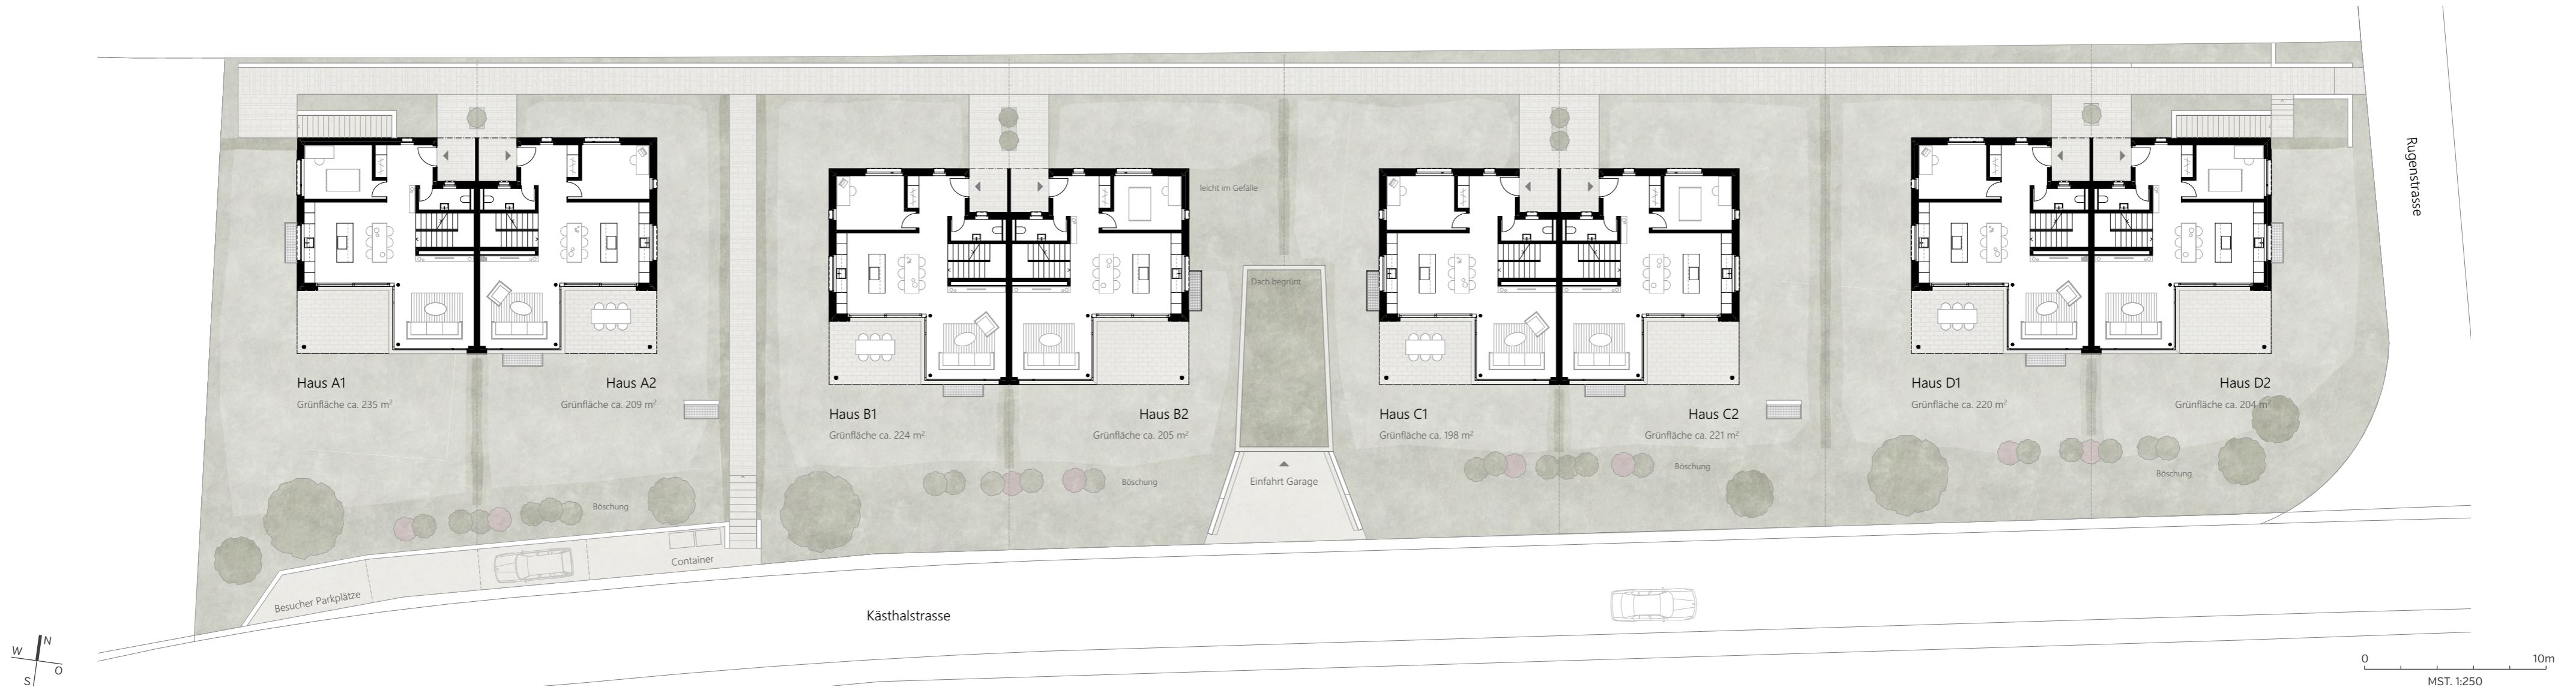 Rugenstrasse
leicht im Gefälle
Dach begrünt
Haus A1
Grünfläche ca. 235 m²
Haus A2
Grünfläche ca. 209 m²
Haus B1
Grünfläche ca. 224 m²
Haus B2
Grünfläche ca. 205 m²
Haus C1
Grünfläche ca. 198 m²
Haus C2
Grünfläche ca. 221 m²
Haus D1
Grünfläche ca. 220 m²
Haus D2
Grünfläche ca. 204 m²
Böschung
Böschung
Einfahrt Garage
Böschung
Böschung
Container
Besucher Parkplätze
Kästhalstrasse
N
W
O
S
0 10m
MST. 1:250